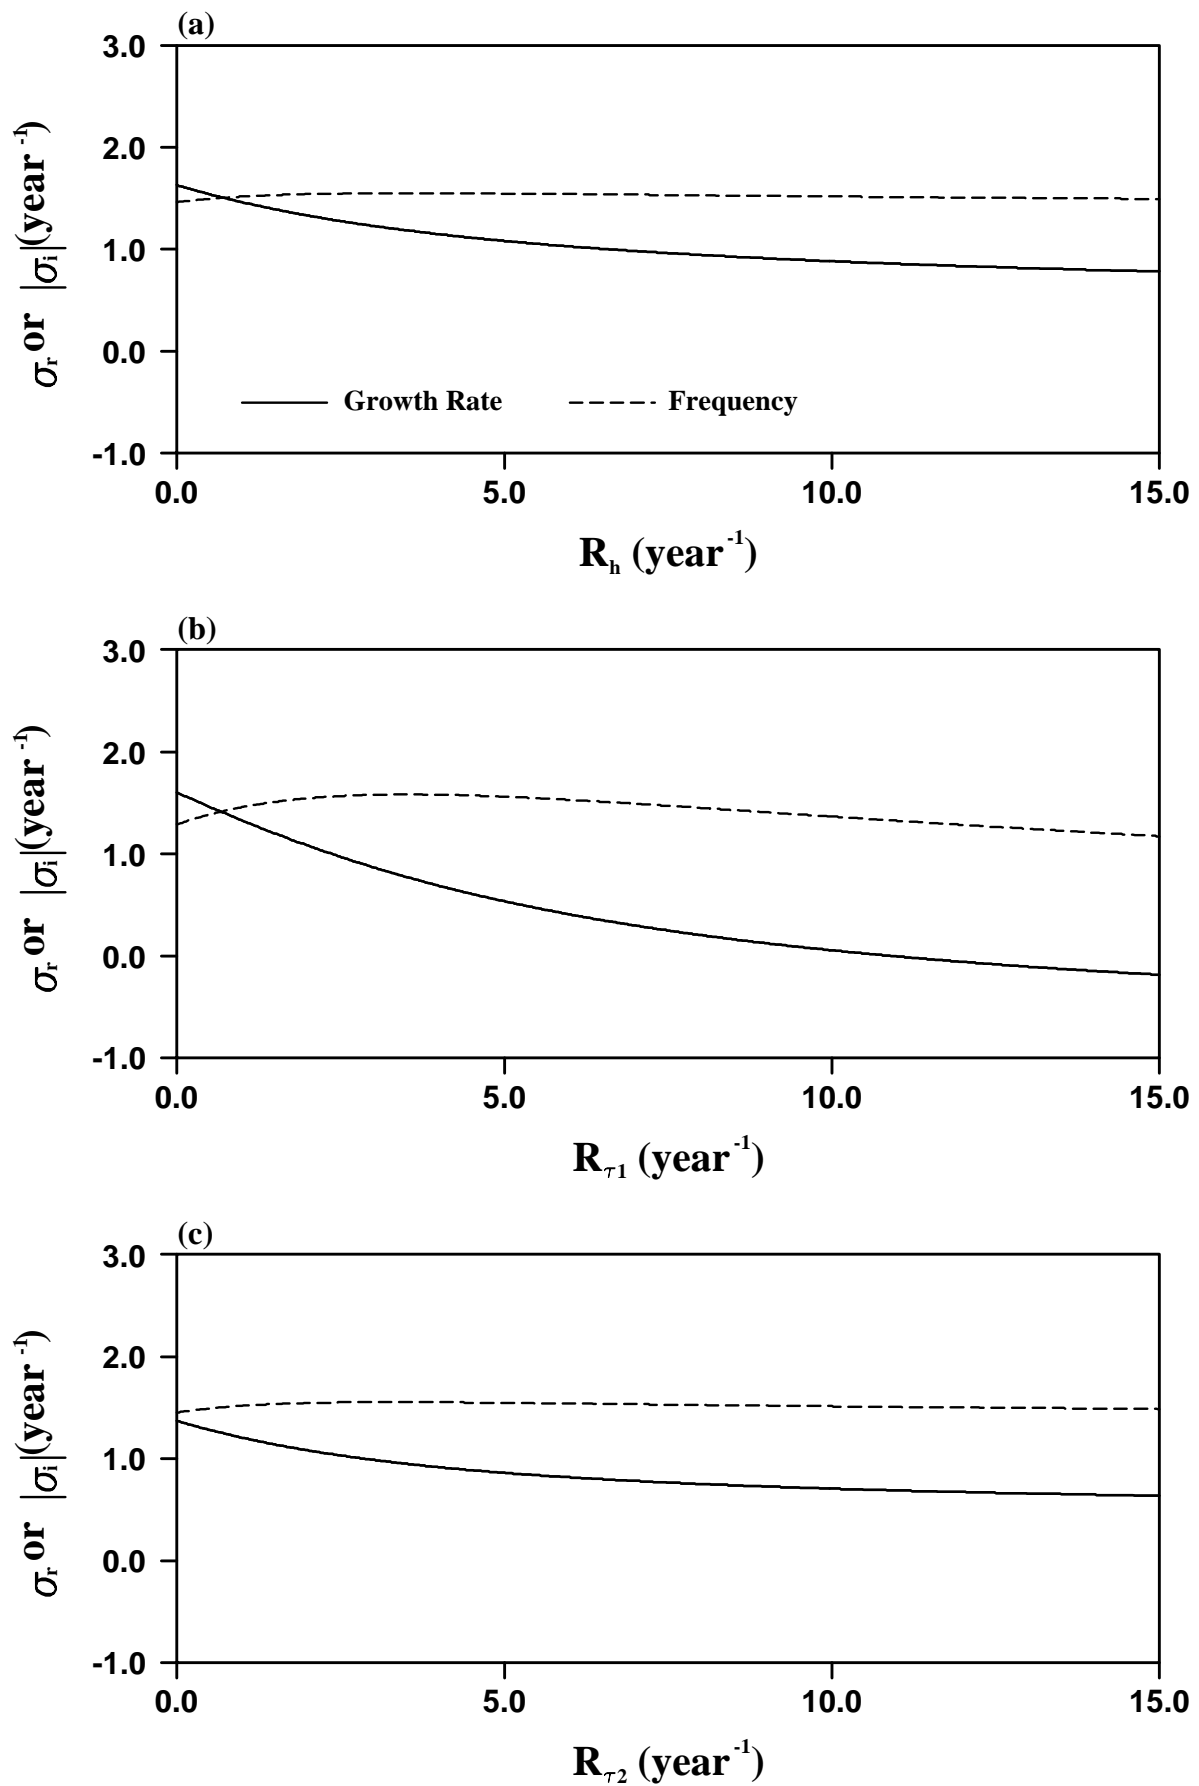 (a)
3.0
2.0
1.0
0.0
-1.0
σr or |σi|(year-1)
Growth Rate Frequency
0.0 5.0 10.0 15.0
Rh (year-1)
(b)
3.0
2.0
1.0
0.0
-1.0
σr or |σi|(year-1)
0.0 5.0 10.0 15.0
Rτ1 (year-1)
(c)
3.0
2.0
1.0
0.0
-1.0
σr or |σi|(year-1)
0.0 5.0 10.0 15.0
Rτ2 (year-1)